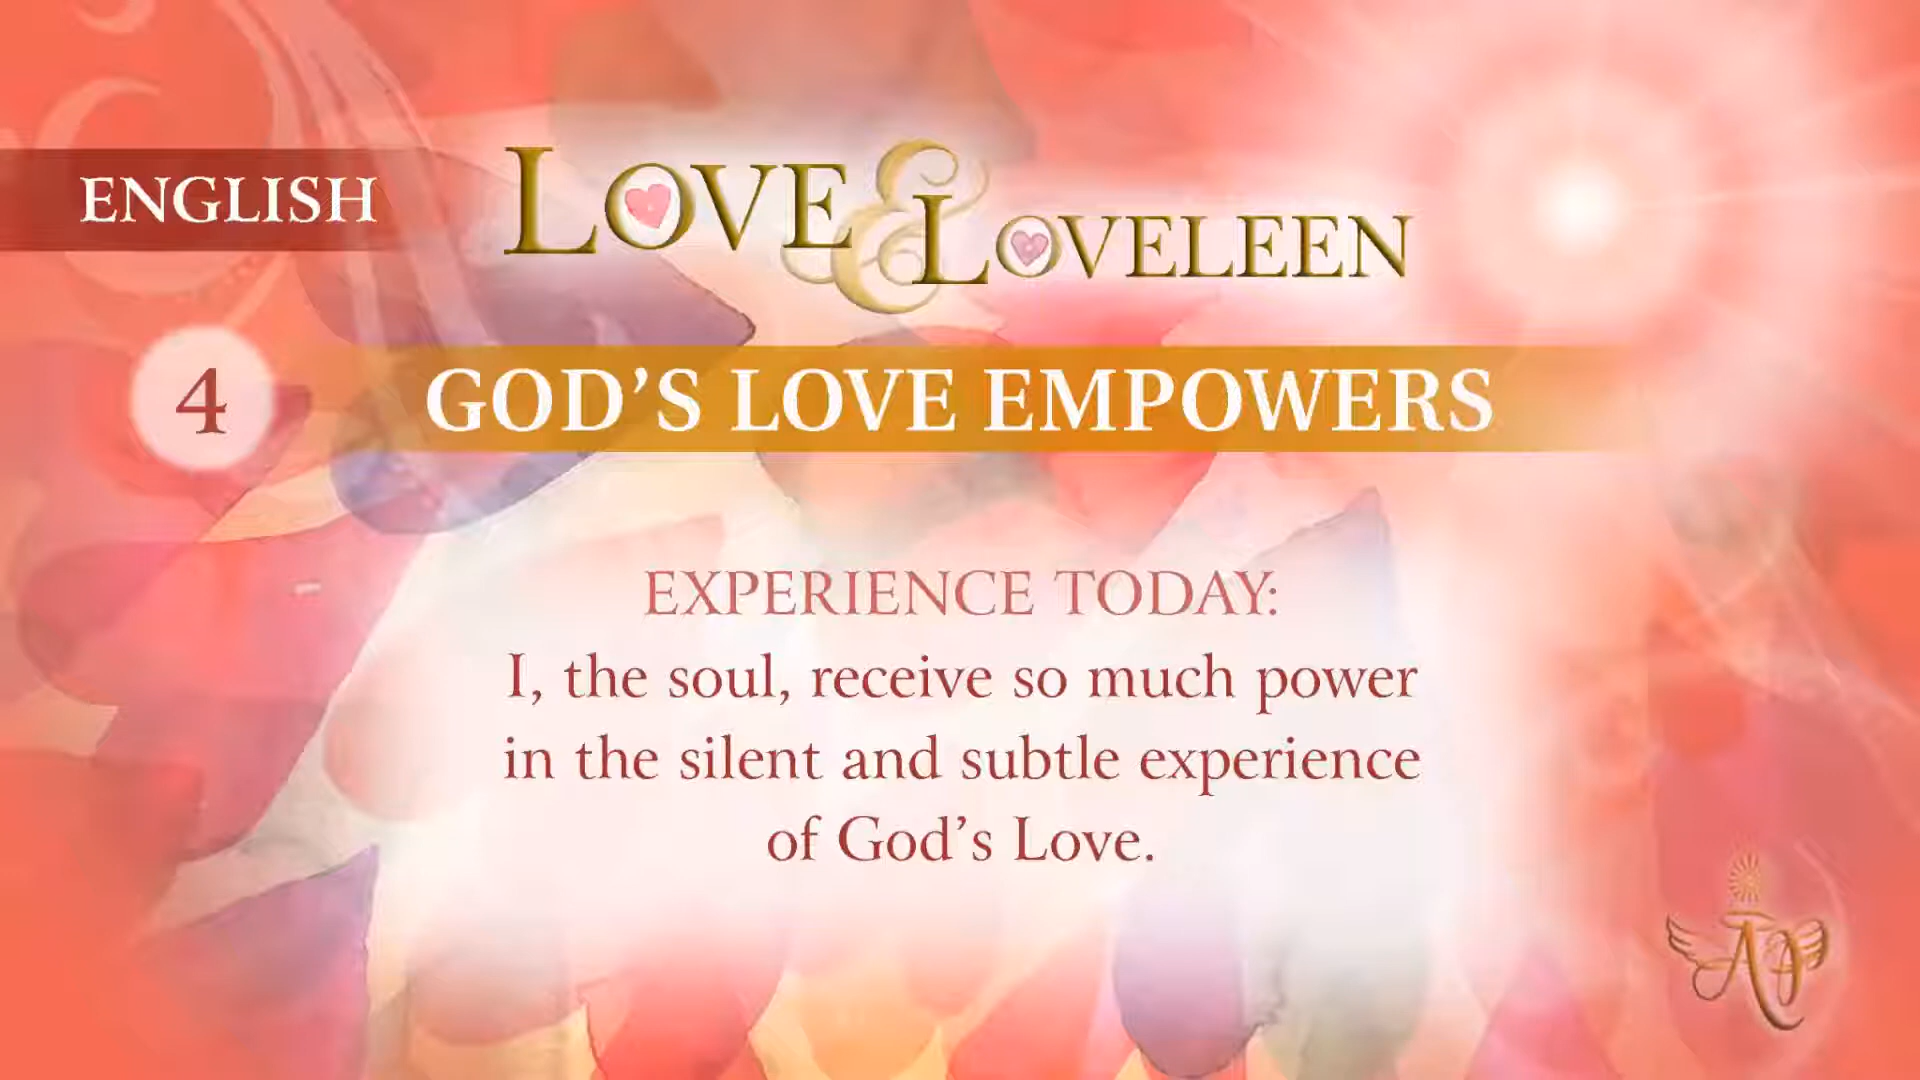 ENGLISH
LOVE & LOVELEEN
4
GOD'S LOVE EMPOWERS
EXPERIENCE TODAY:
I, the soul, receive so much power
in the silent and subtle experience
of God's Love.